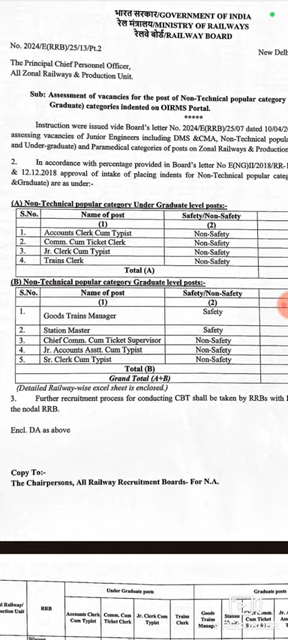 भारत सरकार/GOVERNMENT OF INDIA
रेल मंत्रालय/MINISTRY OF RAILWAYS
रेलवे बोर्ड/RAILWAY BOARD
No. 2024/E(RRB)/25/13/Pt.2
New Delh
The Principal Chief Personnel Officer,
All Zonal Railways & Production Unit.
Sub: Assessment of vacancies for the post of Non-Technical popular category
Graduate) categories indented on OIRMS Portal.
*****
Instruction were issued vide Board's letter No. 2024/E(RRB)/25/07 dated 10/04/20
assessing vacancies of Junior Engineers including DMS &CMA, Non-Technical popula
and Under-graduate) and Paramedical categories of posts on Zonal Railways & Production
2. In accordance with percentage provided in Board's letter No E(NG)II/2018/RR-1
& 12.12.2018 approval of intake of placing indents for Non-Technical popular categ
&Graduate) are as under:-
(A) Non-Technical popular category Under Graduate level posts:-
S.No. Name of post Safety/Non-Safety
(1) (2)
1. Accounts Clerk Cum Typist Non-Safety
2. Comm. Cum Ticket Clerk Non-Safety
3. Jr. Clerk Cum Typist Non-Safety
4. Trains Clerk Non-Safety
Total (A)
(B) Non-Technical popular category Graduate level posts:-
S.No. Name of post Safety/Non-Safety
(1) (2)
1. Goods Trains Manager Safety
2. Station Master Safety
3. Chief Comm. Cum Ticket Supervisor Non-Safety
4. Jr. Accounts Asstt. Cum Typist Non-Safety
5. Sr. Clerk Cum Typist Non-Safety
Total (B)
Grand Total (A+B)
(Detailed Railway-wise excel sheet is enclosed.)
3. Further recruitment process for conducting CBT shall be taken by RRBs with
the nodal RRB.
Encl. DA as above
Copy To:-
The Chairpersons, All Railway Recruitment Boards- For N.A.
Under Graduate posts Graduate posts
Railway/
ction Unit
RRB
Accounts Clerk Cum Typist
Comm. Cum Ticket Clerk
Jr. Clerk Cum Typist
Trains Clerk
Goods Trains Manag.
Comm. Cum Ticket